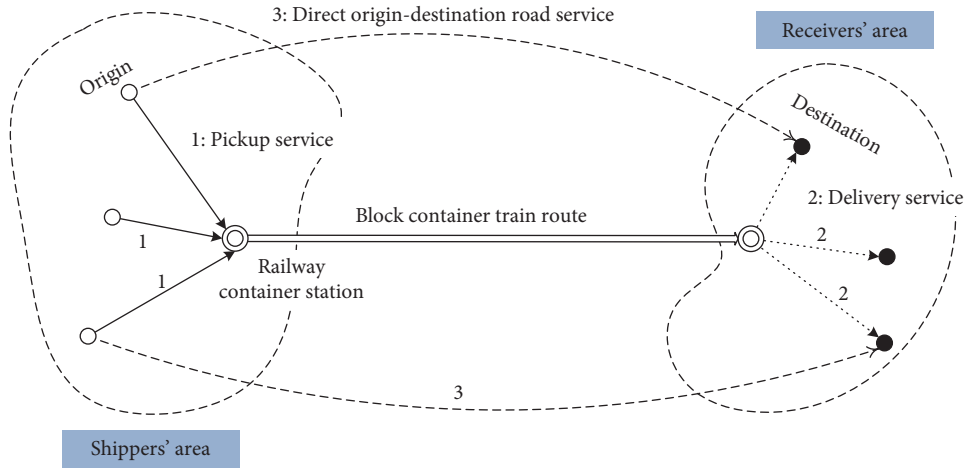 3: Direct origin-destination road service
Receivers’ area
Origin
Destination
1: Pickup service
2: Delivery service
Block container train route
1
2
Railway
container station
1
2
3
Shippers’ area